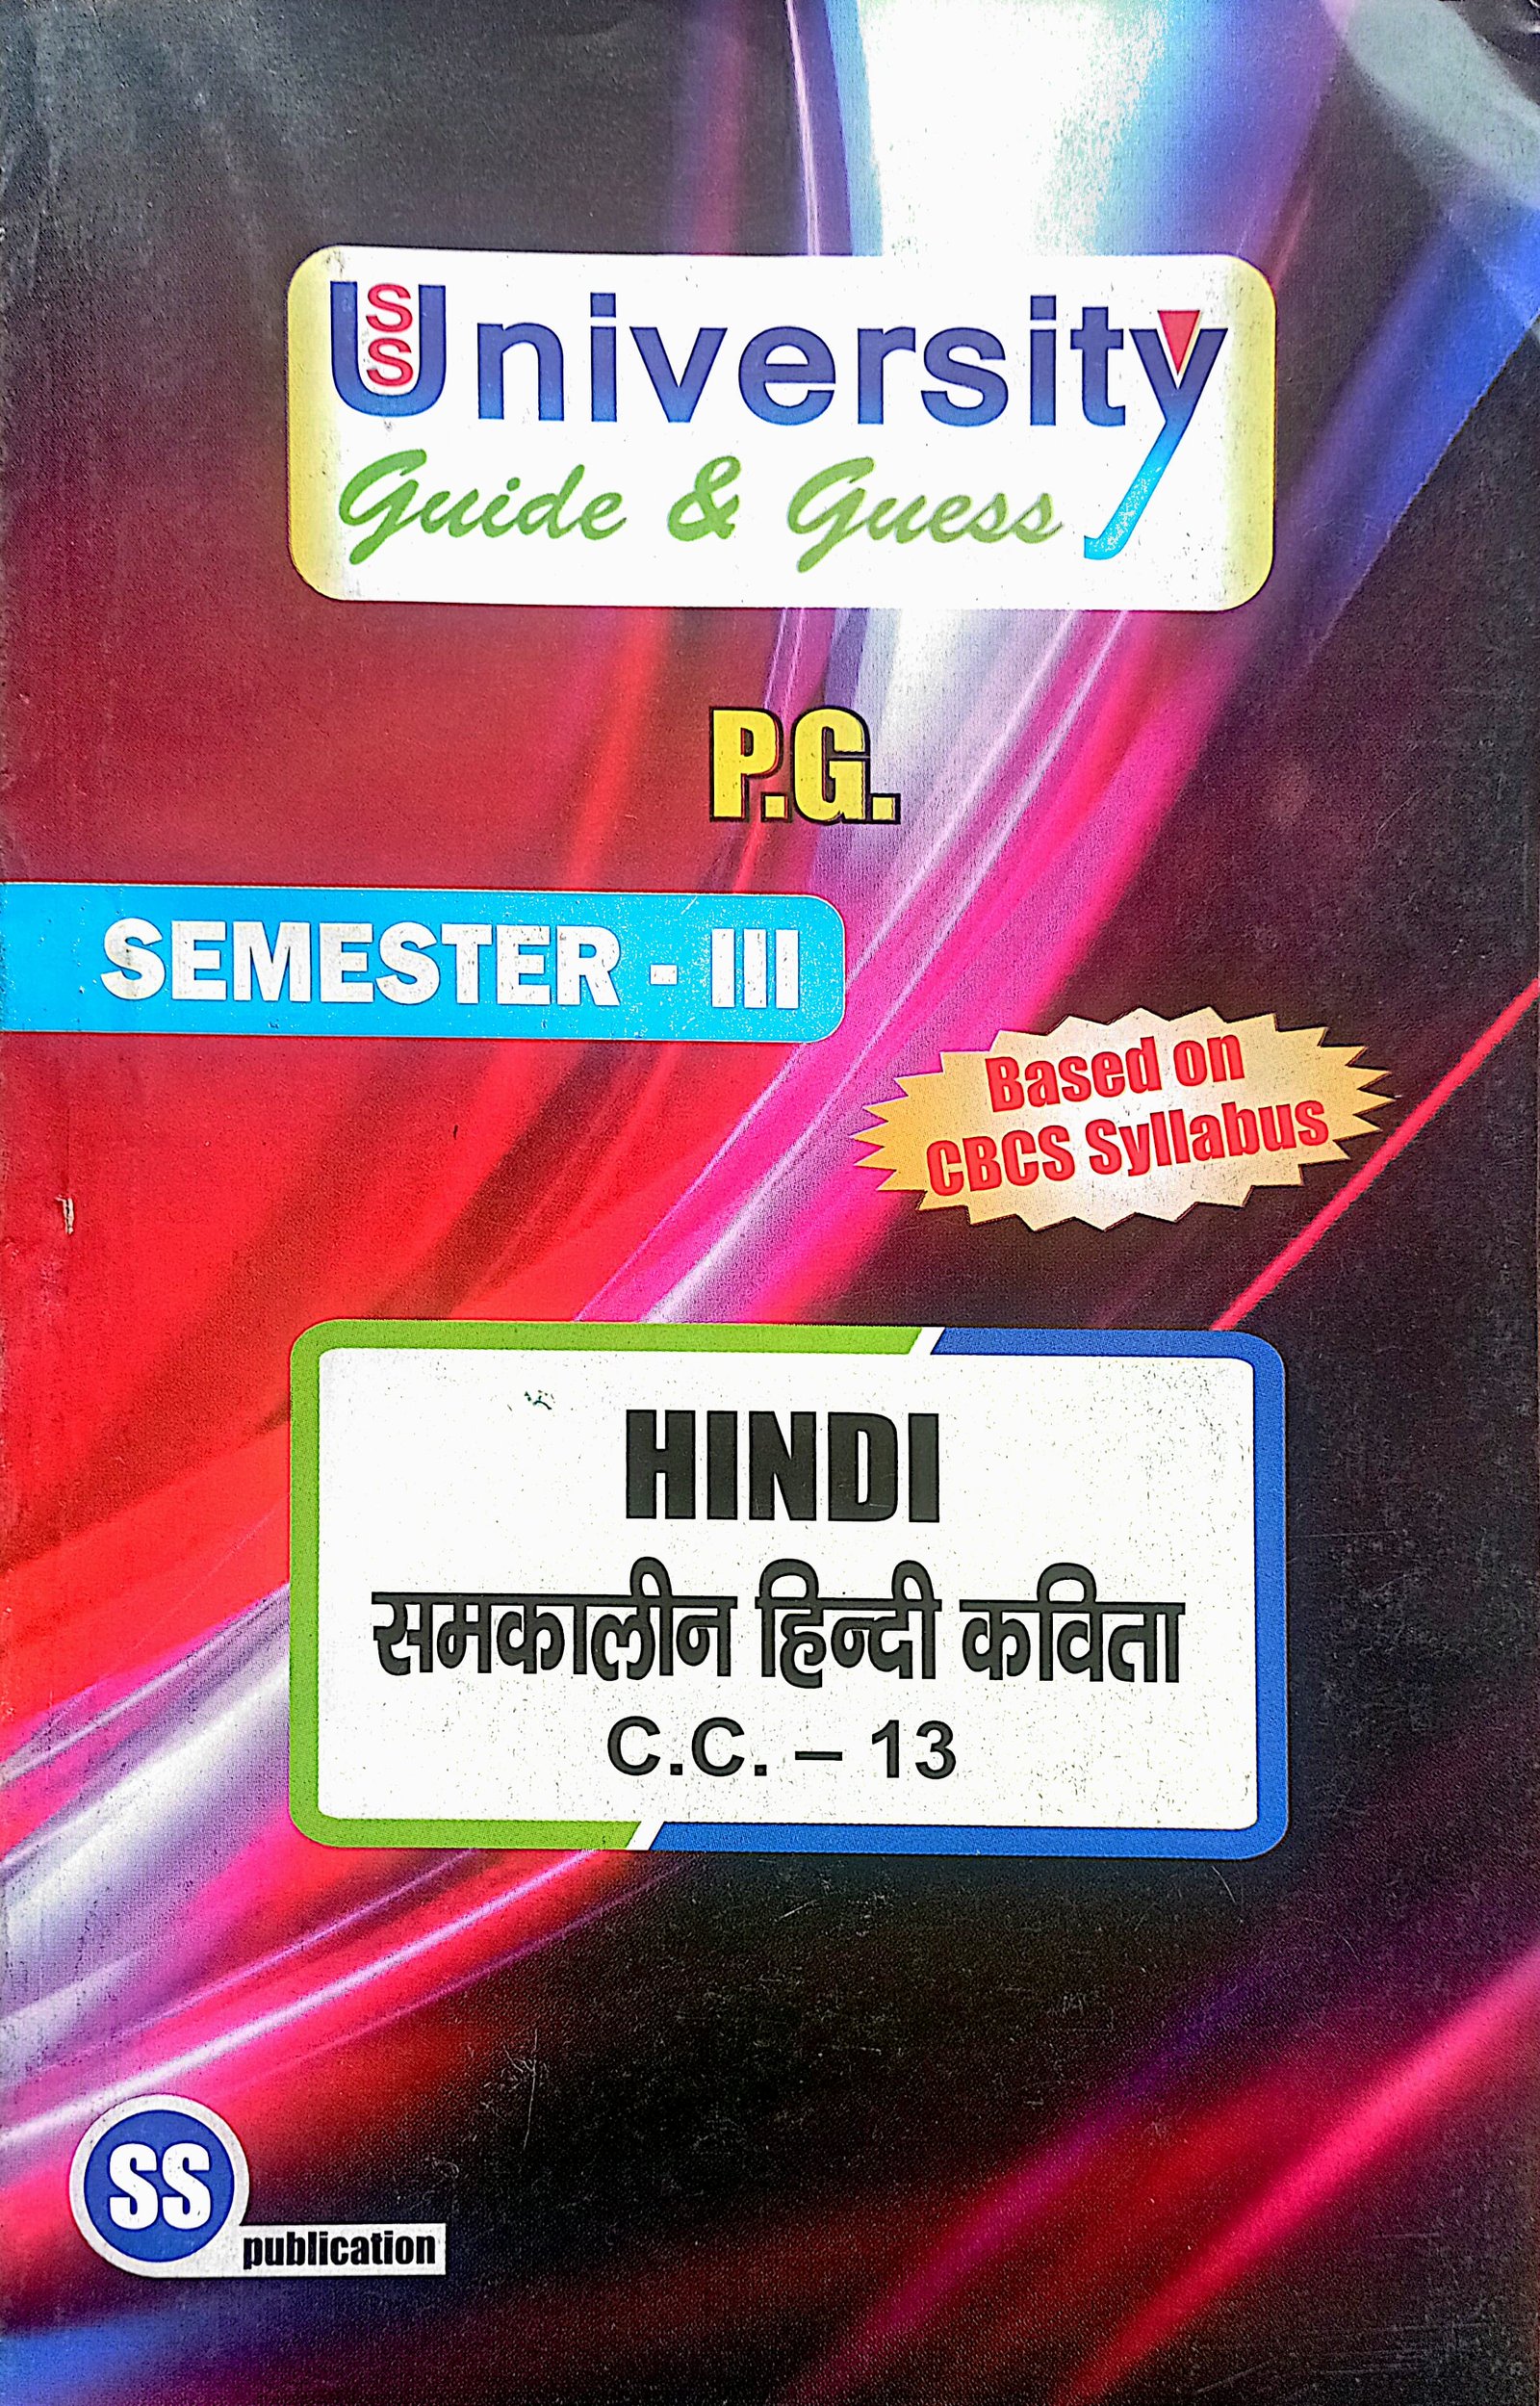 University
SS
Guide & Guess
P.G.
SEMESTER - III
Based on
CBCS Syllabus
HINDI
समकालीन हिन्दी कविता
C.C. – 13
SS
publication